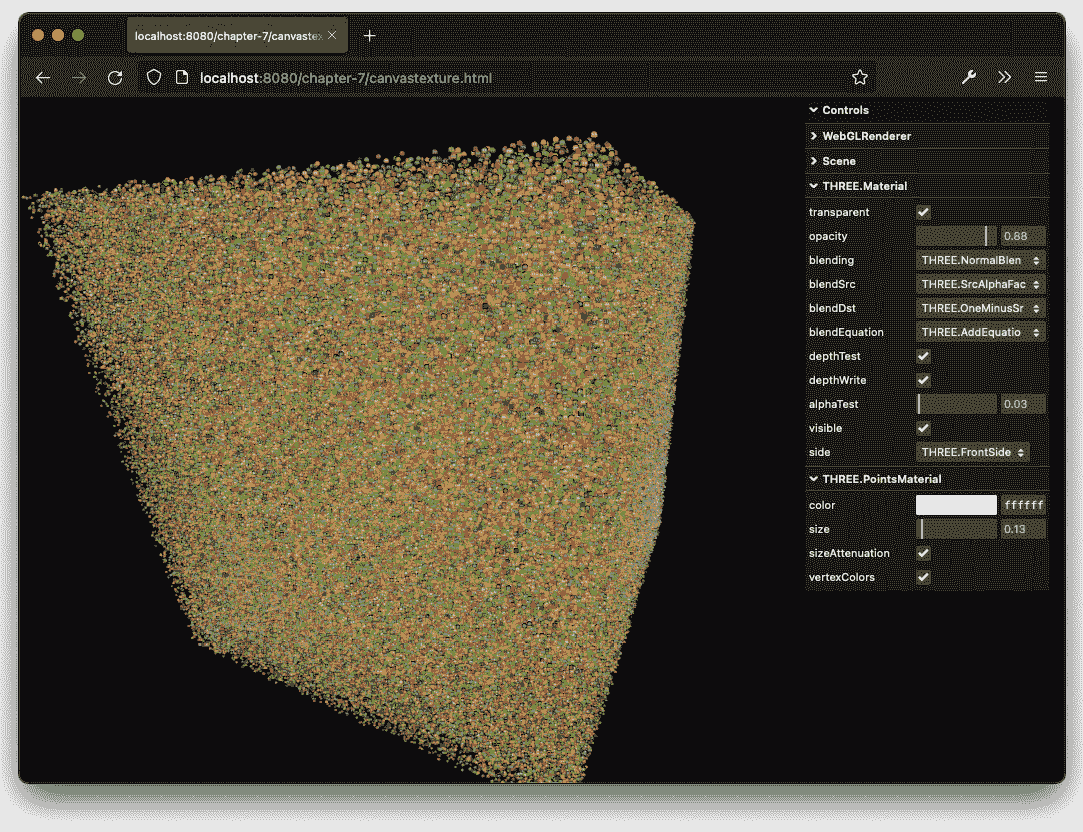 localhost:8080/chapter-7/canvastex
localhost:8080/chapter-7/canvastexture.html
Controls
WebGLRenderer
Scene
THREE.Material
transparent
opacity 0.88
blending THREE.NormalBlen
blendSrc THREE.SrcAlphaFac
blendDst THREE.OneMinusSr
blendEquation THREE.AddEquatio
depthTest
depthWrite
alphaTest 0.03
visible
side THREE.FrontSide
THREE.PointsMaterial
color ffffff
size 0.13
sizeAttenuation
vertexColors